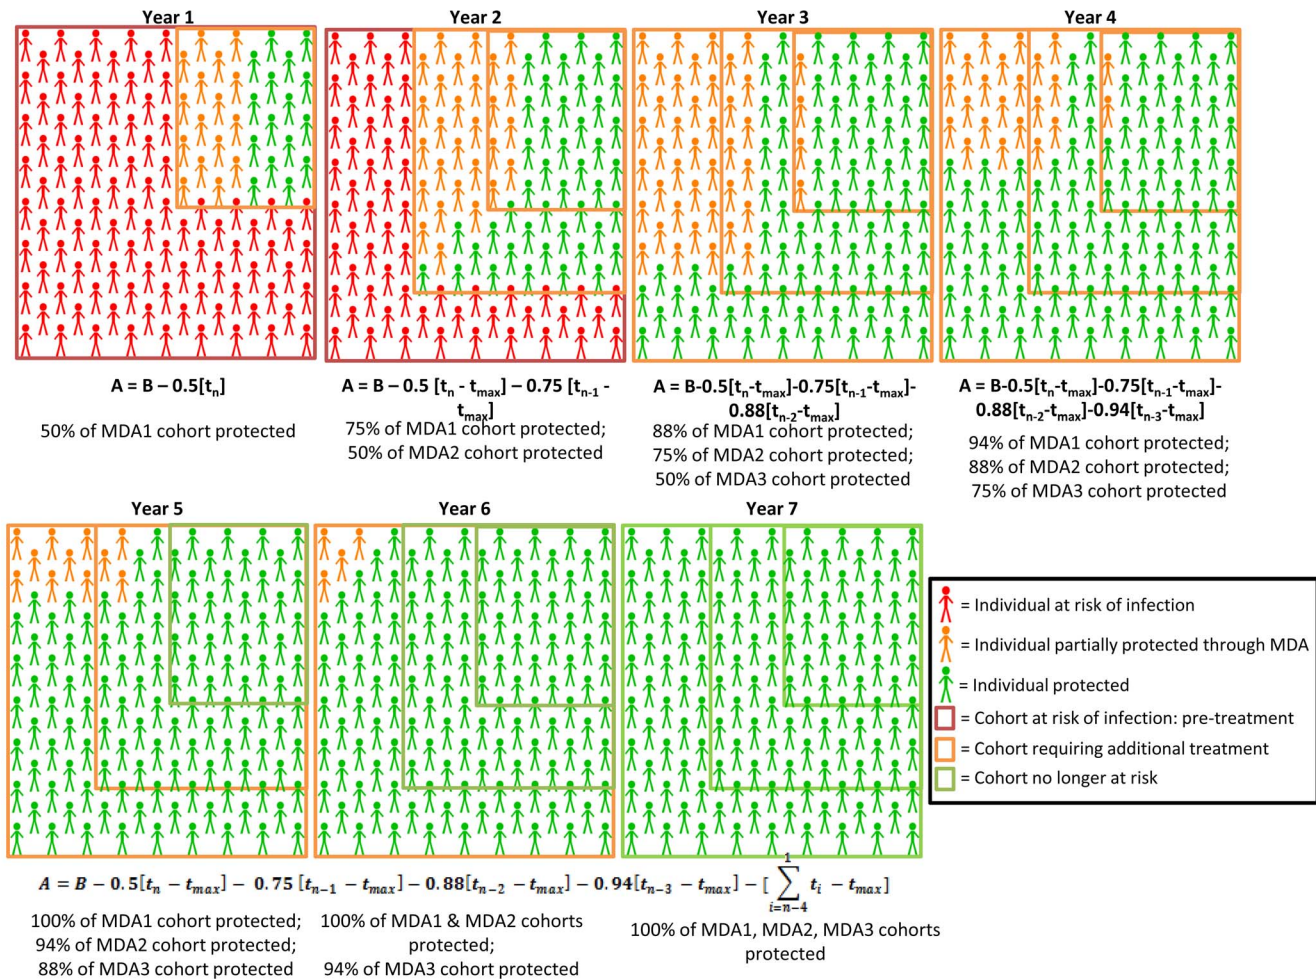 Year 1
Year 2
Year 3
Year 4
A = B – 0.5[tn]
50% of MDA1 cohort protected
A = B – 0.5 [tn - tmax] – 0.75 [tn-1 -
tmax]
75% of MDA1 cohort protected;
50% of MDA2 cohort protected
A = B-0.5[tn-tmax]-0.75[tn-1-tmax]-
0.88[tn-2-tmax]
88% of MDA1 cohort protected;
75% of MDA2 cohort protected;
50% of MDA3 cohort protected
A = B-0.5[tn-tmax]-0.75[tn-1-tmax]-
0.88[tn-2-tmax]-0.94[tn-3-tmax]
94% of MDA1 cohort protected;
88% of MDA2 cohort protected;
75% of MDA3 cohort protected
Year 5
Year 6
Year 7
= Individual at risk of infection
= Individual partially protected through MDA
= Individual protected
= Cohort at risk of infection: pre-treatment
= Cohort requiring additional treatment
= Cohort no longer at risk
A = B − 0.5[tn − tmax] − 0.75 [tn−1 − tmax] − 0.88[tn−2 − tmax] − 0.94[tn−3 − tmax] − [∑ i=n−4 1 ti − tmax]
100% of MDA1 cohort protected;
94% of MDA2 cohort protected;
88% of MDA3 cohort protected
100% of MDA1 & MDA2 cohorts
protected;
94% of MDA3 cohort protected
100% of MDA1, MDA2, MDA3 cohorts
protected